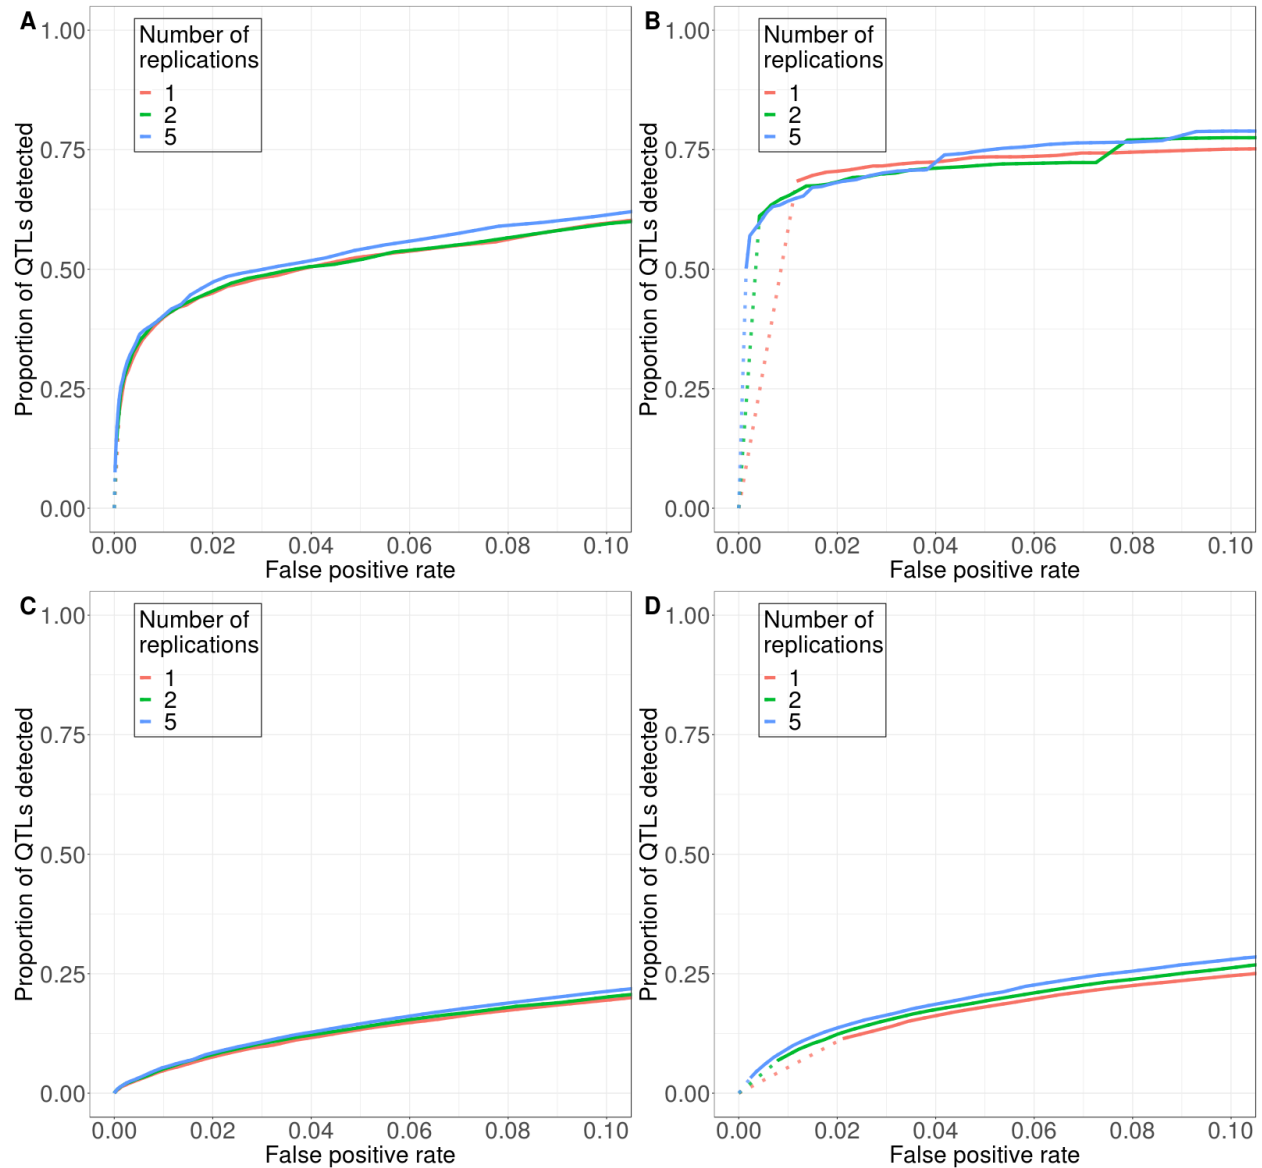 A
Number of
replications
1
2
5
1.00
0.75
0.50
0.25
0.00
Proportion of QTLs detected
0.00 0.02 0.04 0.06 0.08 0.10
False positive rate
B
Number of
replications
1
2
5
1.00
0.75
0.50
0.25
0.00
Proportion of QTLs detected
0.00 0.02 0.04 0.06 0.08 0.10
False positive rate
C
Number of
replications
1
2
5
1.00
0.75
0.50
0.25
0.00
Proportion of QTLs detected
0.00 0.02 0.04 0.06 0.08 0.10
False positive rate
D
Number of
replications
1
2
5
1.00
0.75
0.50
0.25
0.00
Proportion of QTLs detected
0.00 0.02 0.04 0.06 0.08 0.10
False positive rate